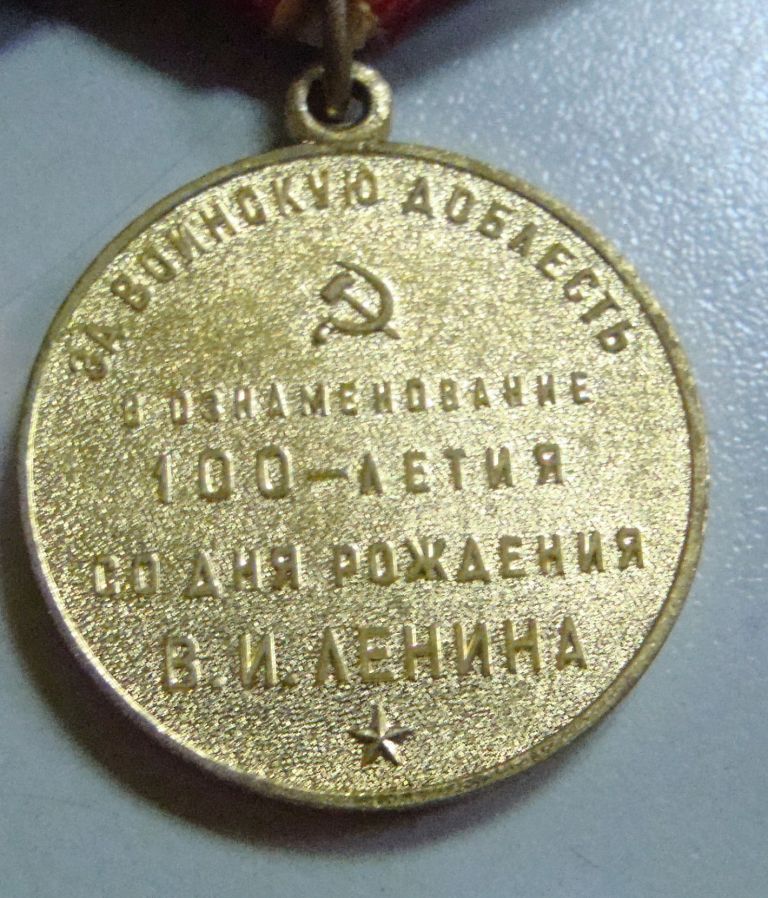 ЗА ВОИНСКУЮ ДОБЛЕСТЬ
В ОЗНАМЕНОВАНИЕ
100-ЛЕТИЯ
СО ДНЯ РОЖДЕНИЯ
В.И.ЛЕНИНА